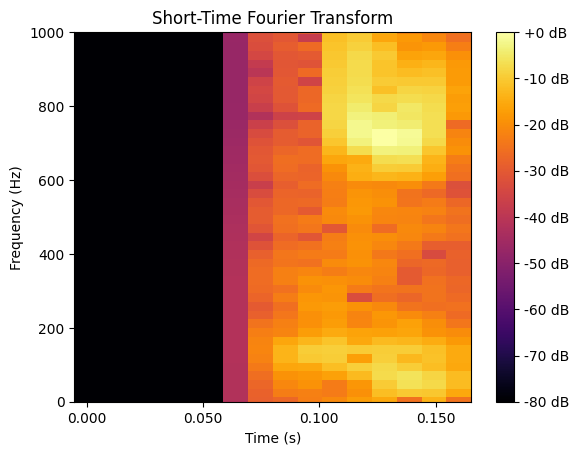 Short-Time Fourier Transform
1000
800
600
400
200
0
Frequency (Hz)
0.000
0.050
0.100
0.150
Time (s)
+0 dB
-10 dB
-20 dB
-30 dB
-40 dB
-50 dB
-60 dB
-70 dB
-80 dB